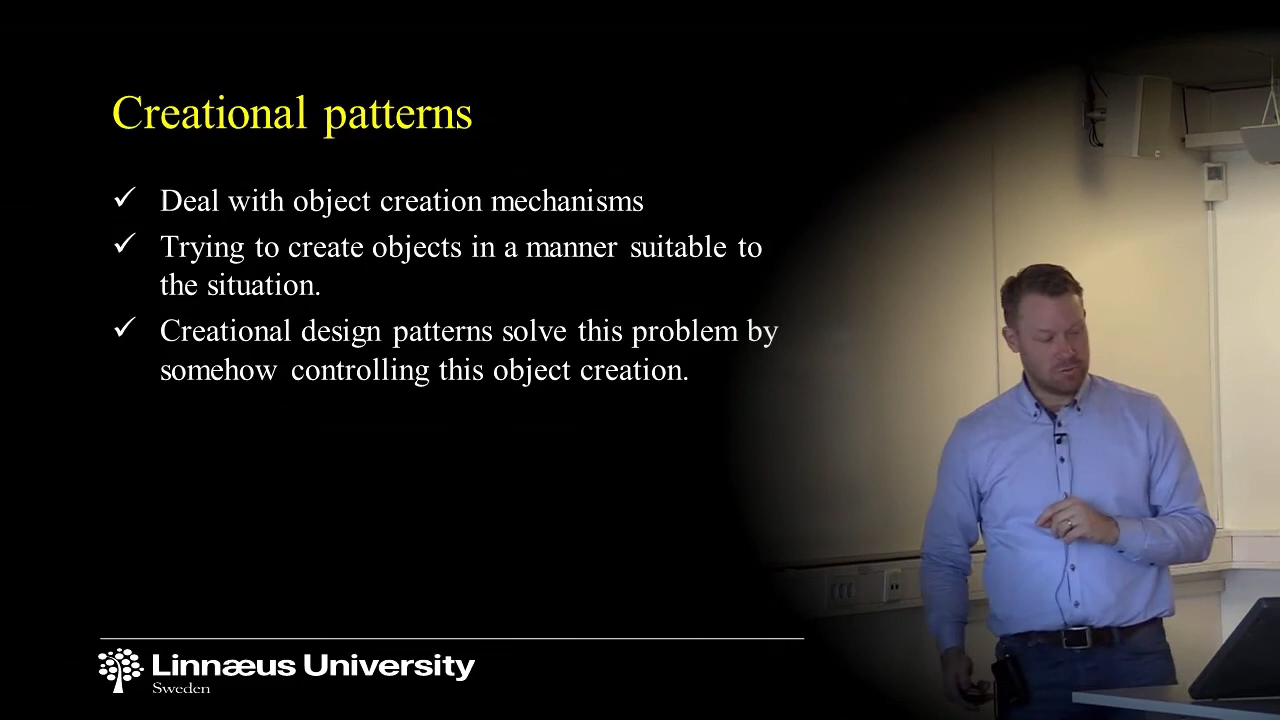 Creational patterns
✓ Deal with object creation mechanisms
✓ Trying to create objects in a manner suitable to
the situation.
✓ Creational design patterns solve this problem by
somehow controlling this object creation.
Linnæus University
Sweden